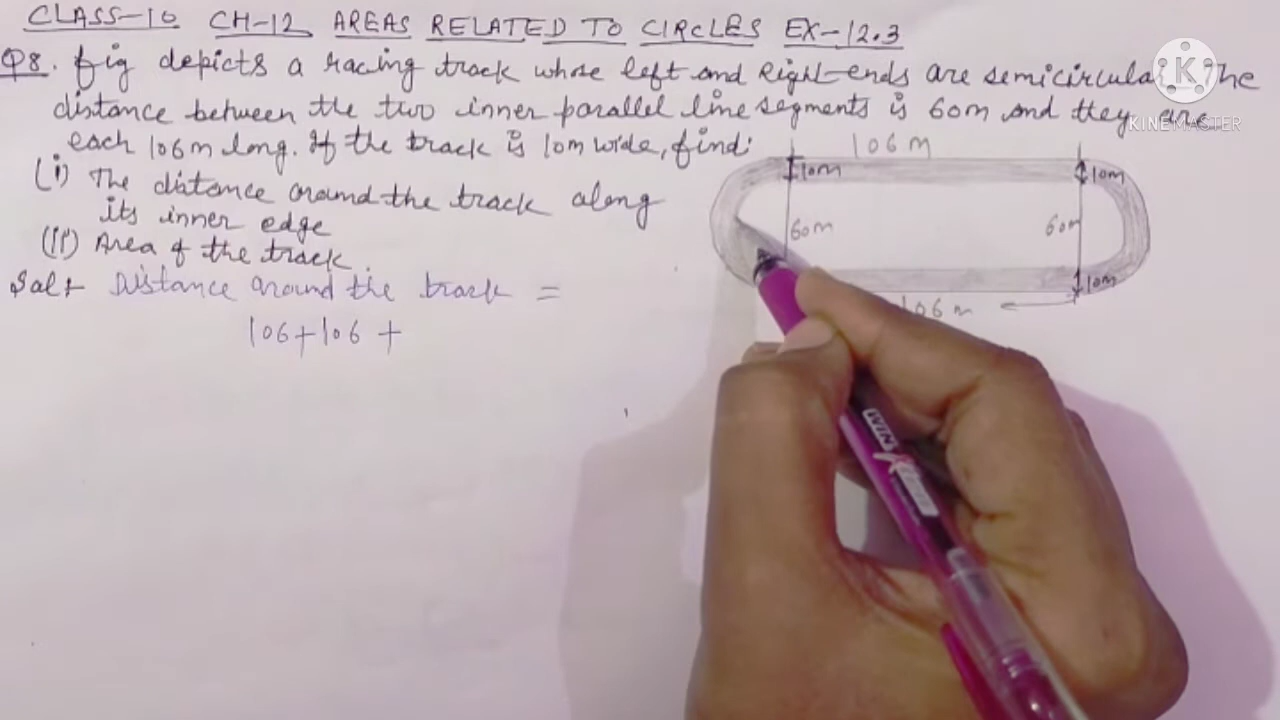 CLASS-10 CH-12 AREAS RELATED TO CIRCLES EX-12.3
Q8. Fig depicts a racing track whose left and Right ends are semicircular. The
distance between the two inner parallel line segments is 60m and they are
each 106m long. If the track is 10m wide, find:
(i) The distance around the track along
its inner edge
(ii) Area of the track.
Sol+ Distance around the track =
106+106 +
106 m
10m
10m
60m
60m
10m
106 m
K
KINEMASTER
WIN